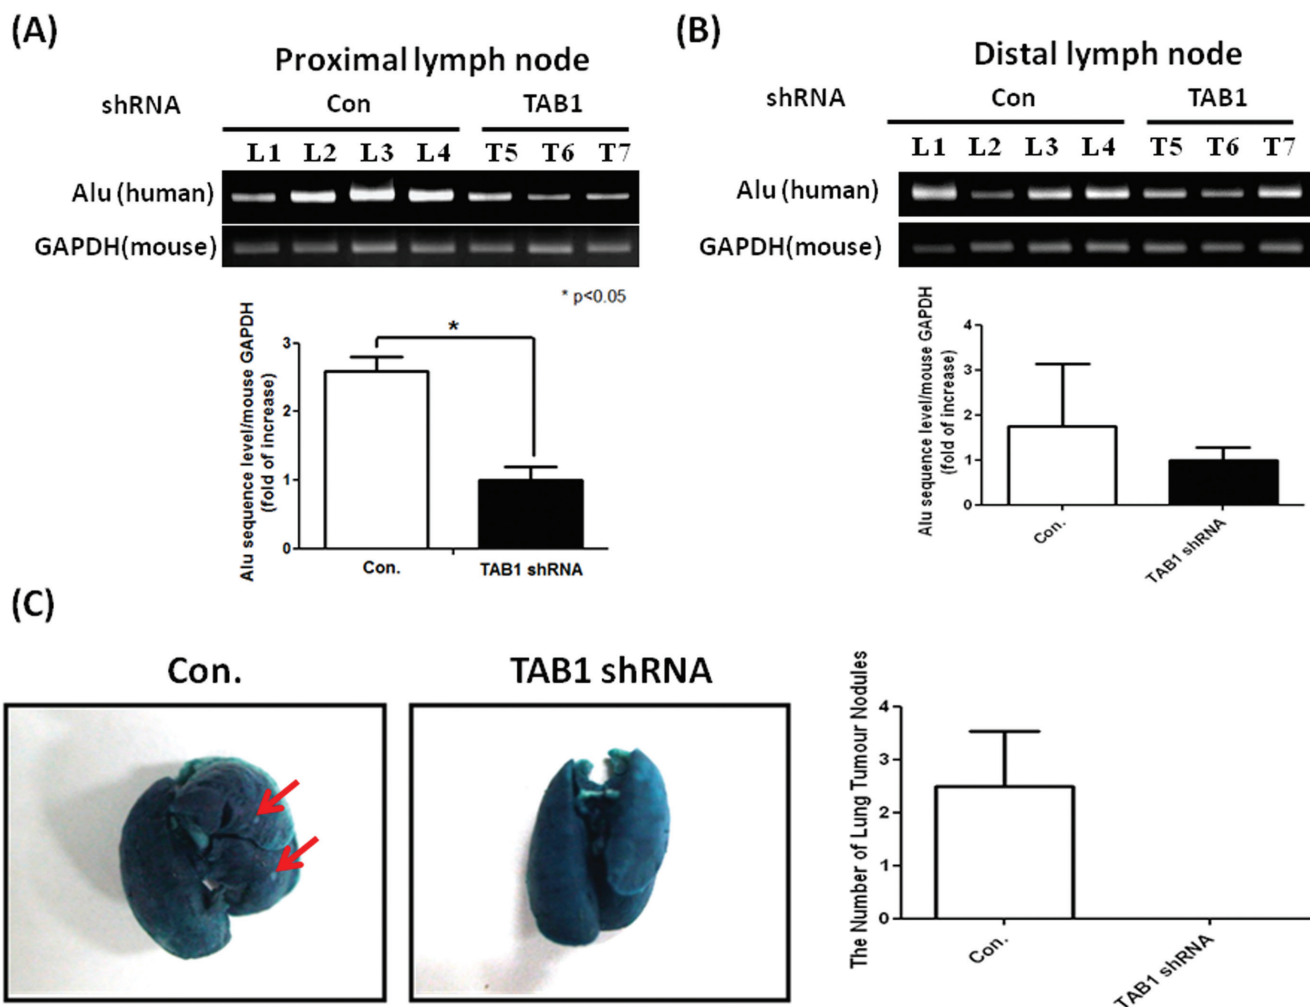 (A)
Proximal lymph node
shRNA Con TAB1
L1 L2 L3 L4 T5 T6 T7
Alu (human)
GAPDH(mouse)
* p<0.05
Alu sequence level/mouse GAPDH
(fold of increase)
3
2
1
0
*
Con. TAB1 shRNA
(B)
Distal lymph node
shRNA Con TAB1
L1 L2 L3 L4 T5 T6 T7
Alu (human)
GAPDH(mouse)
Alu sequence level/mouse GAPDH
(fold of increase)
4
3
2
1
0
Con.
TAB1 shRNA
(C)
Con.
TAB1 shRNA
The Number of Lung Tumour Nodules
4
3
2
1
0
Con.
TAB1 shRNA